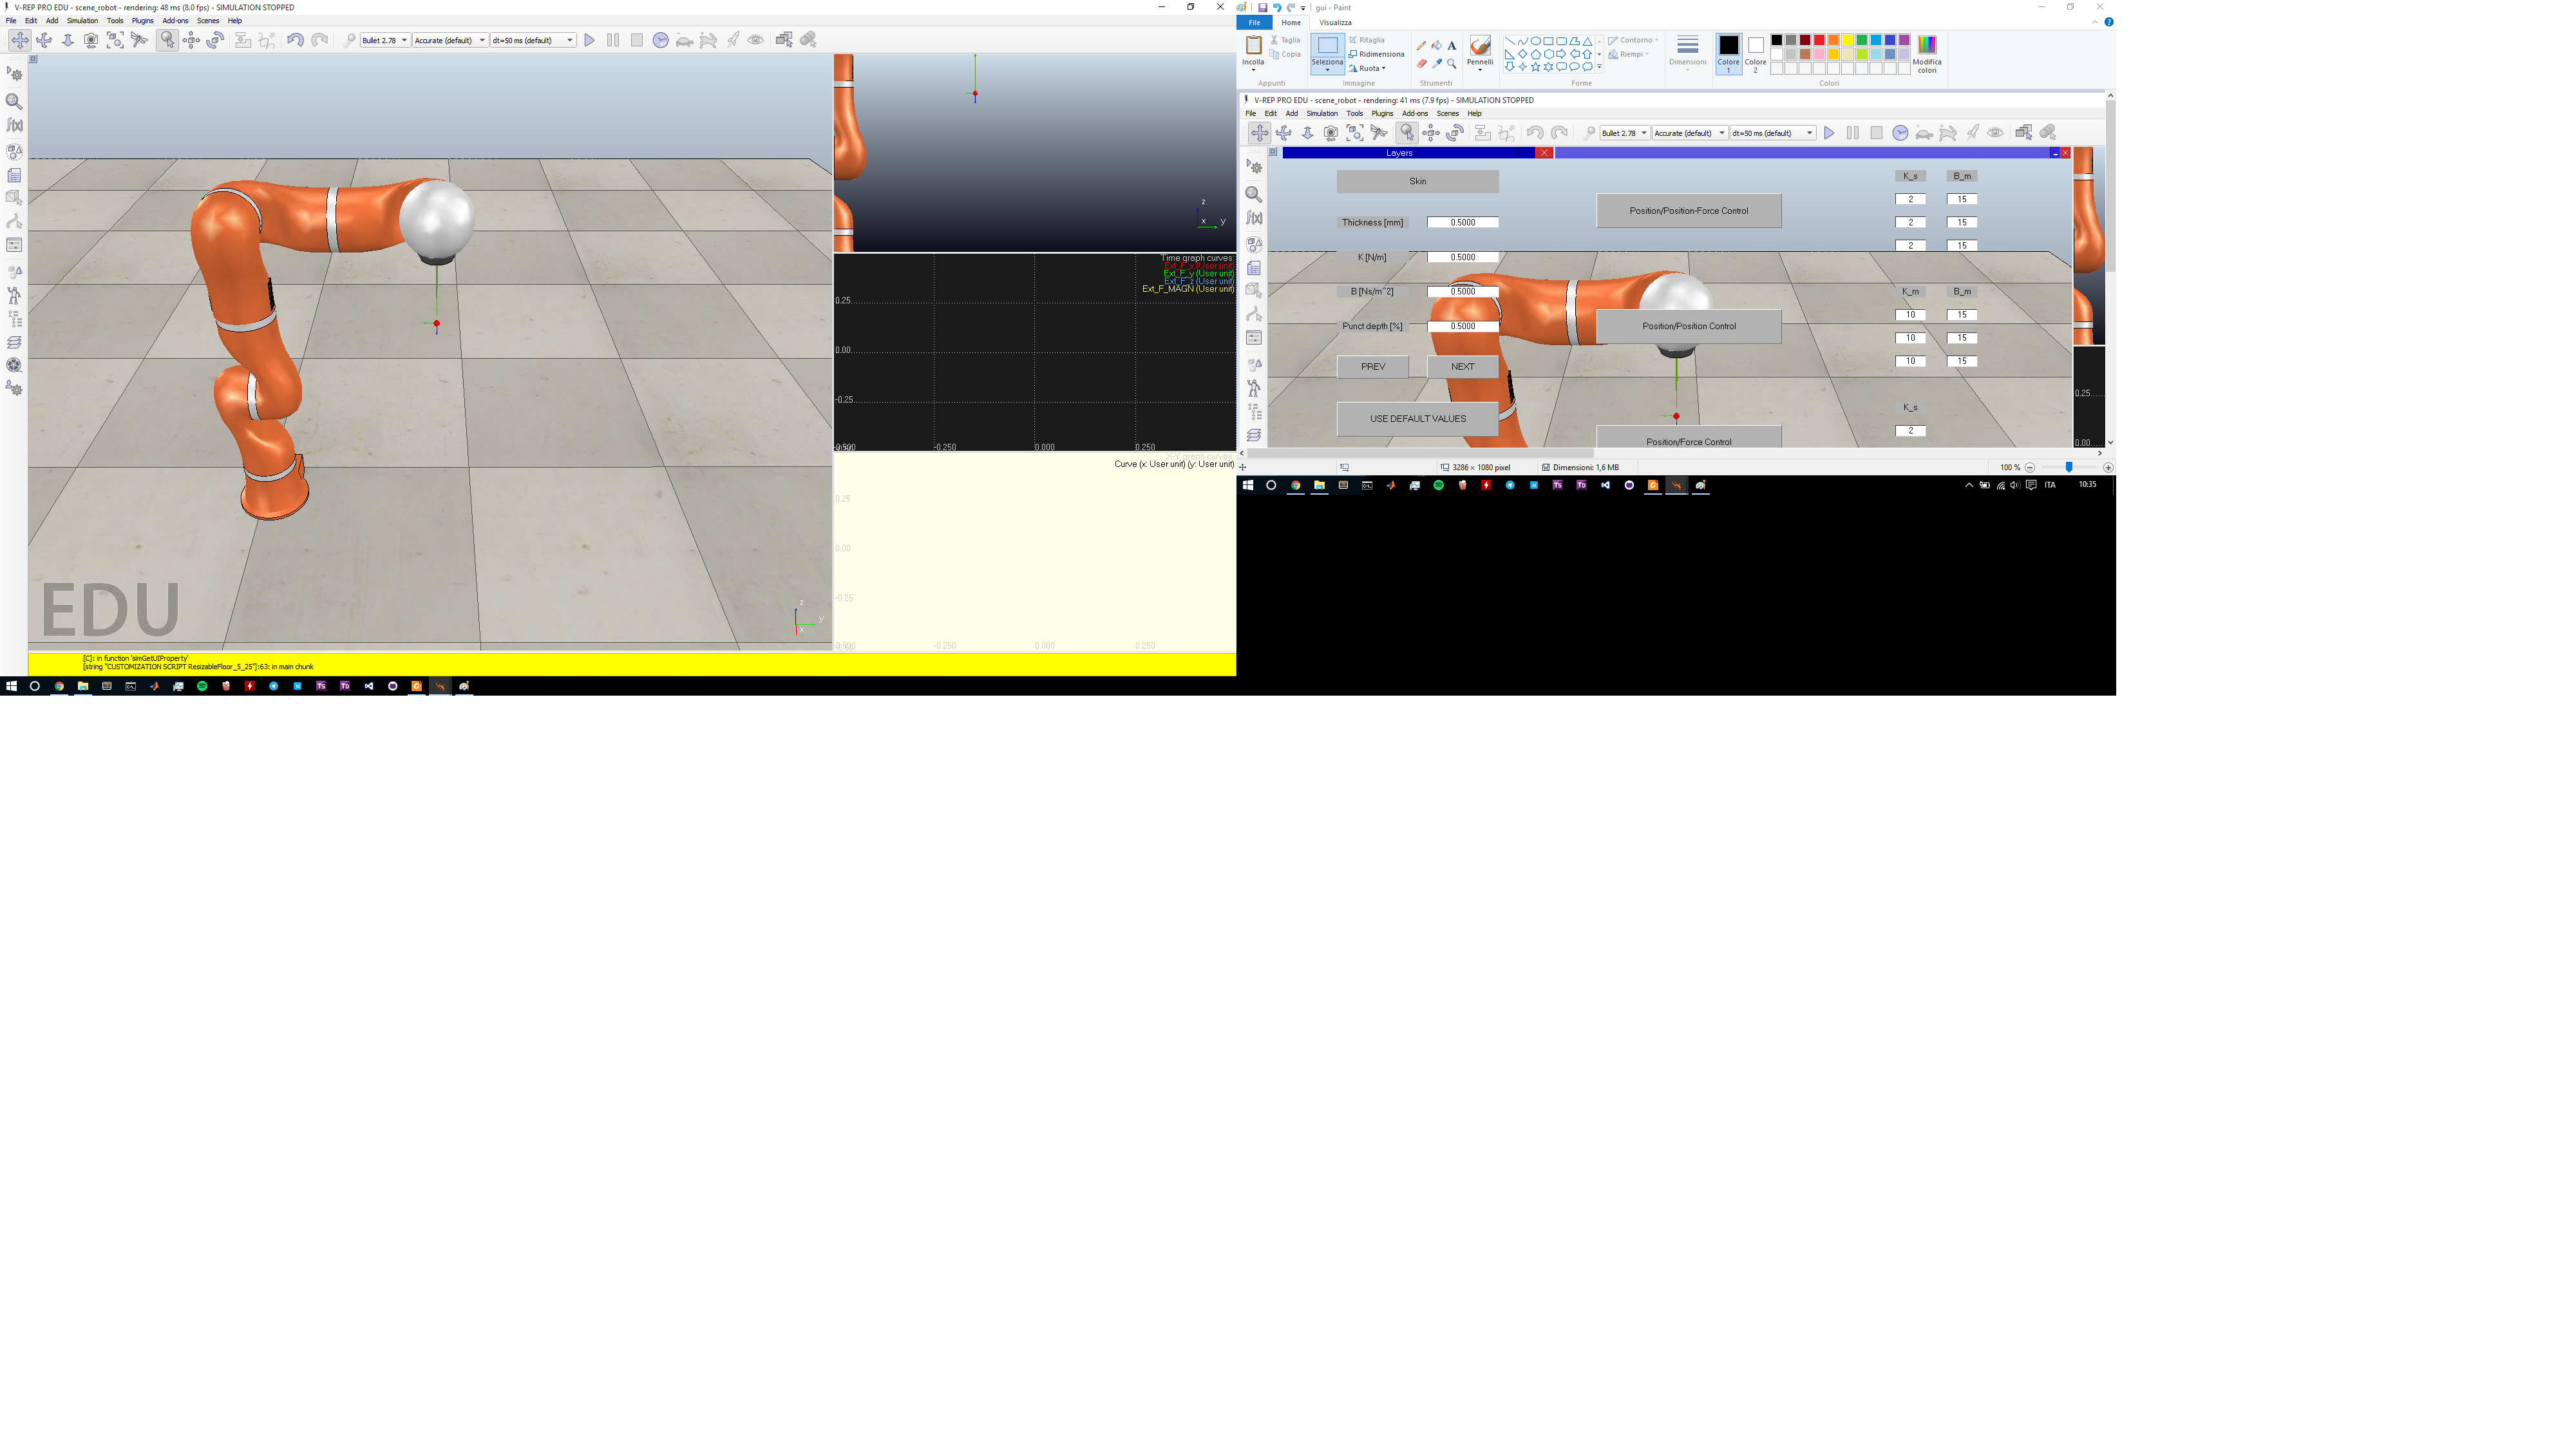 V-REP PRO EDU - scene_robot - rendering: 48 ms (8.0 fps) - SIMULATION STOPPED
File Edit Add Simulation Tools Plugins Add-ons Scenes Help
Bullet 2.78 Accurate (default) dt=50 ms (default)
z
x y
Time graph curves:
Ext_F_x (User unit)
Ext_F_y (User unit)
Ext_F_z (User unit)
Ext_F_MAGN (User unit)
0.25
0.00
-0.25
-0.250 0.000 0.250
X-Y graph curves:
Curve (x: User unit) (y: User unit)
0.25
0.00
-0.25
-0.250 0.000 0.250
EDU
z
y
x
[C]: in function 'simGetUIProperty'
[string "CUSTOMIZATION SCRIPT ResizableFloor_5_25"]:63: in main chunk
gui - Paint
File Home Visualizza
Incolla
Taglia
Copia
Appunti
Seleziona
Ritaglia
Ridimensiona
Ruota
Immagine
Strumenti
Pennelli
Contorno
Riempi
Forme
Dimensioni
Colore 1
Colore 2
Modifica colori
Colori
V-REP PRO EDU - scene_robot - rendering: 41 ms (7.9 fps) - SIMULATION STOPPED
File Edit Add Simulation Tools Plugins Add-ons Scenes Help
Bullet 2.78 Accurate (default) dt=50 ms (default)
Layers
Skin
Thickness [mm] 0.5000
K [N/m] 0.5000
B [Ns/m^2] 0.5000
Punct depth [%] 0.5000
PREV NEXT
USE DEFAULT VALUES
Position/Position-Force Control
Position/Position Control
Position/Force Control
K_s B_m
2 15
2 15
2 15
K_m B_m
10 15
10 15
10 15
K_s
2
0.25
0.00
3286 × 1080 pixel
Dimensioni: 1,6 MB
100 %
ITA
10:35